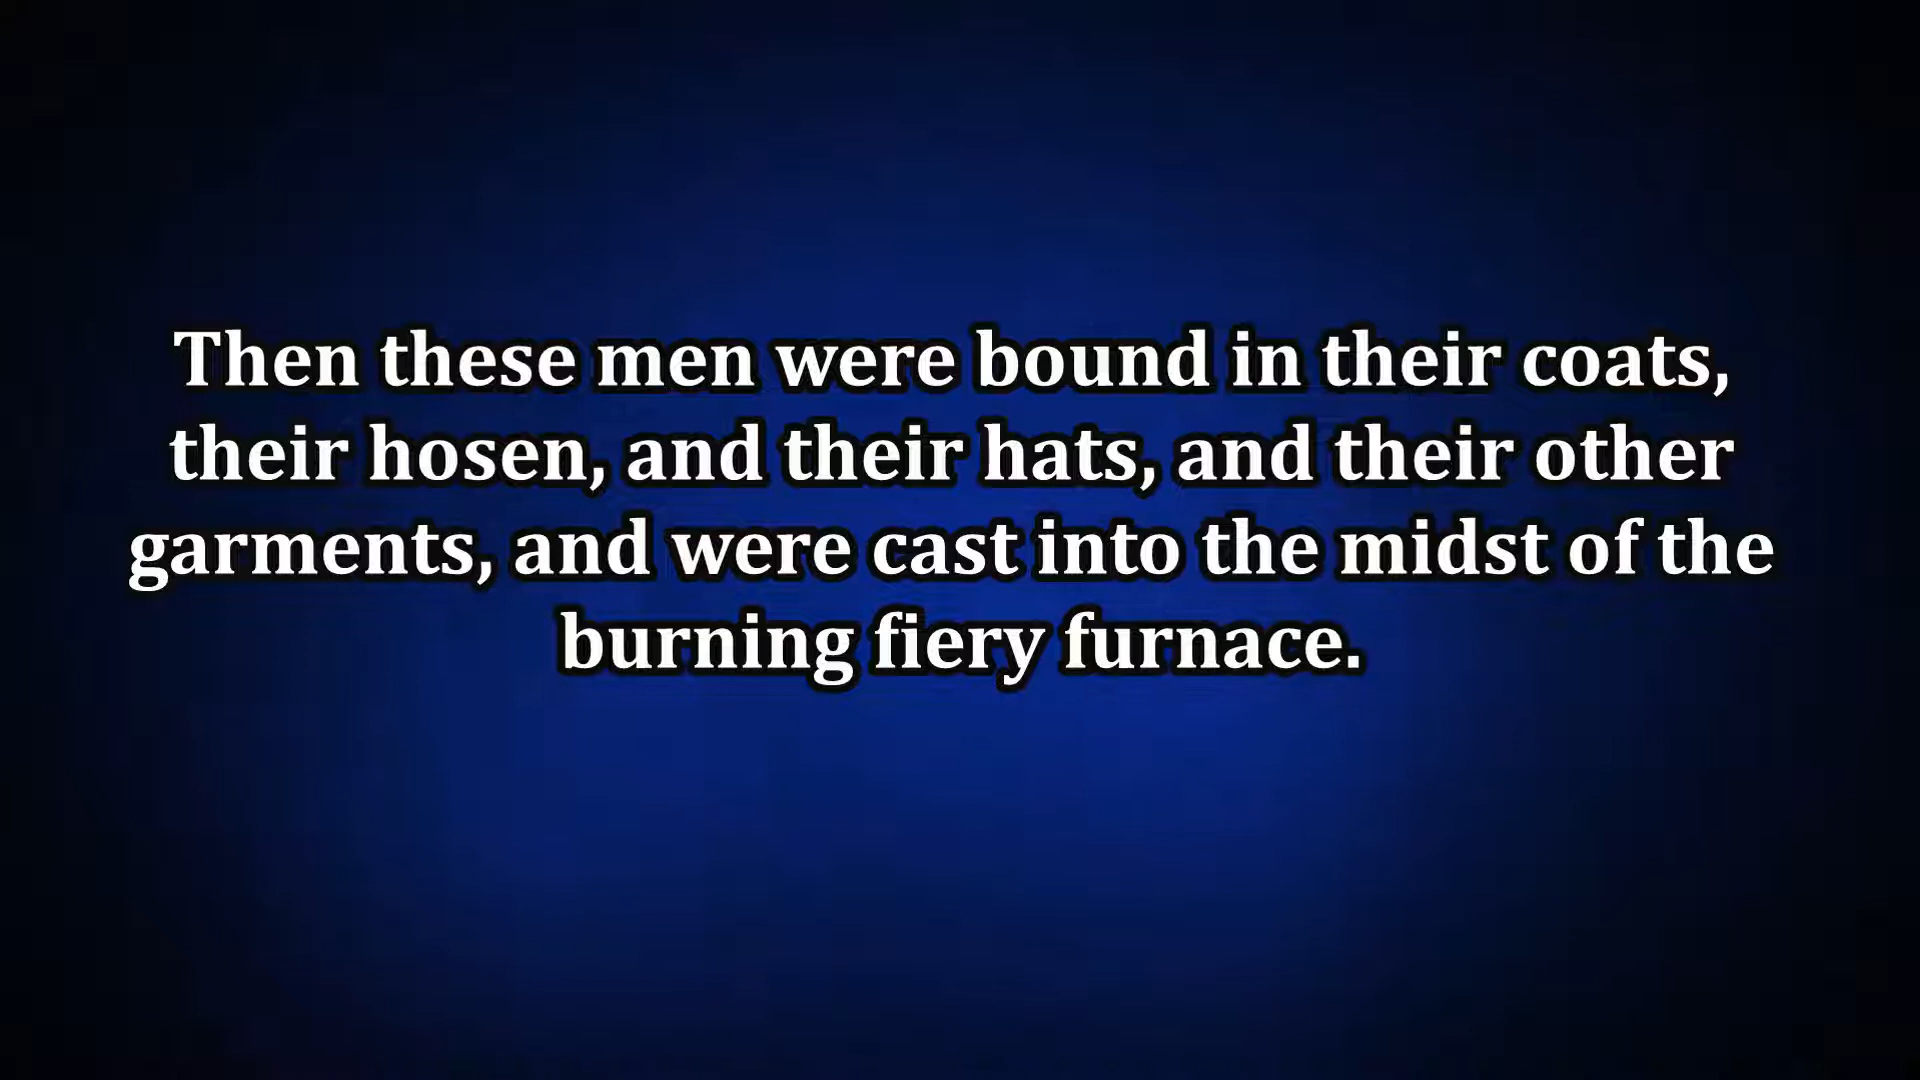 Then these men were bound in their coats,
their hosen, and their hats, and their other
garments, and were cast into the midst of the
burning fiery furnace.